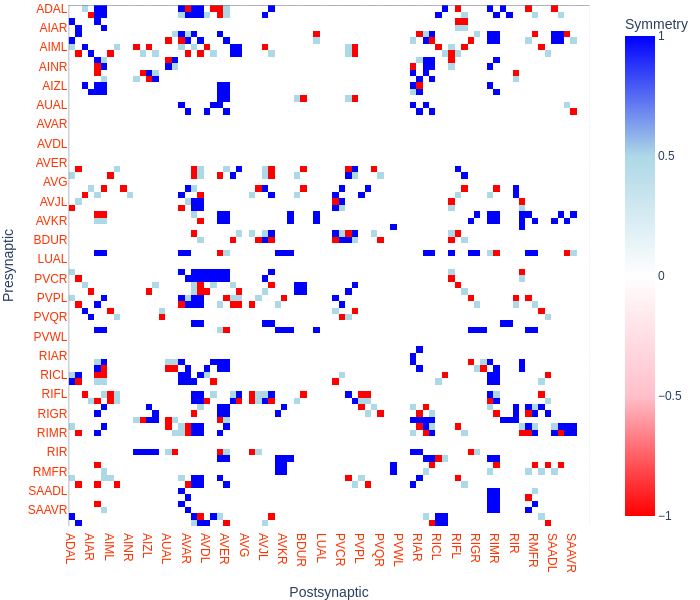 Symmetry
1
0.5
0
−0.5
−1
Presynaptic
ADAL
AIAR
AIML
AINR
AIZL
AUAL
AVAR
AVDL
AVER
AVG
AVJL
AVKR
BDUR
LUAL
PVCR
PVPL
PVQR
PVWL
RIAR
RICL
RIFL
RIGR
RIMR
RIR
RMFR
SAADL
SAAVR
ADAL
AIAR
AIML
AINR
AIZL
AUAL
AVAR
AVDL
AVER
AVG
AVJL
AVKR
BDUR
LUAL
PVCR
PVPL
PVQR
PVWL
RIAR
RICL
RIFL
RIGR
RIMR
RIR
RMFR
SAADL
SAAVR
Postsynaptic